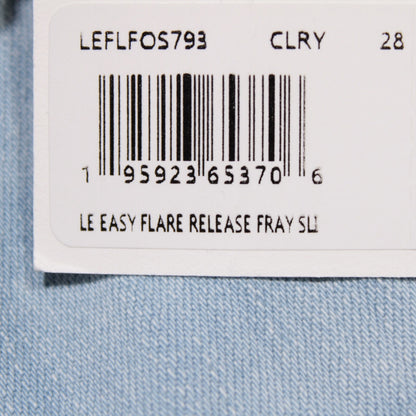 LEFLFOS793 CLRY 28
1 95923 65370 6
LE EASY FLARE RELEASE FRAY SLI